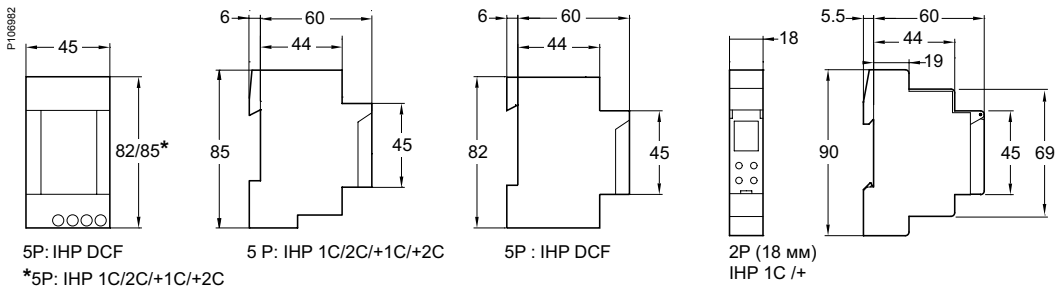 P106982
45
82/85*
5P: IHP DCF
*5P: IHP 1C/2C/+1C/+2C
6
60
44
85
45
5 P: IHP 1C/2C/+1C/+2C
6
60
44
82
45
5P : IHP DCF
18
2P (18 мм)
IHP 1C /+
5.5
60
44
19
90
45
69